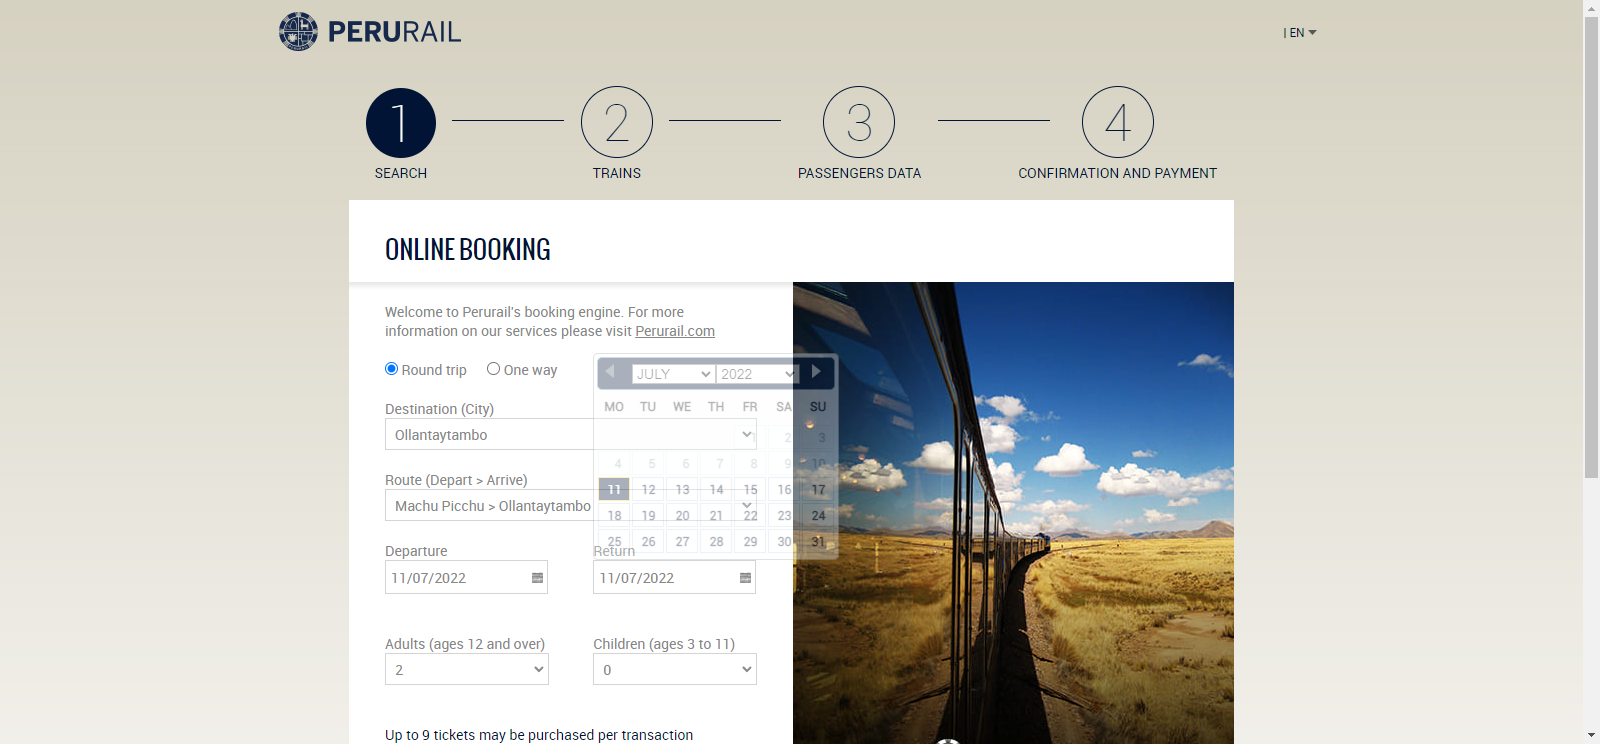 PERURAIL
| EN
1
2
3
4
SEARCH
TRAINS
PASSENGERS DATA
CONFIRMATION AND PAYMENT
ONLINE BOOKING
Welcome to Perurail's booking engine. For more
information on our services please visit Perurail.com
Round trip
One way
JULY 2022
MO TU WE TH FR SA SU
1 2 3
4 5 6 7 8 9 10
11 12 13 14 15 16 17
18 19 20 21 22 23 24
25 26 27 28 29 30 31
Destination (City)
Ollantaytambo
Route (Depart > Arrive)
Machu Picchu > Ollantaytambo
Departure
Return
11/07/2022
11/07/2022
Adults (ages 12 and over)
Children (ages 3 to 11)
2
0
Up to 9 tickets may be purchased per transaction